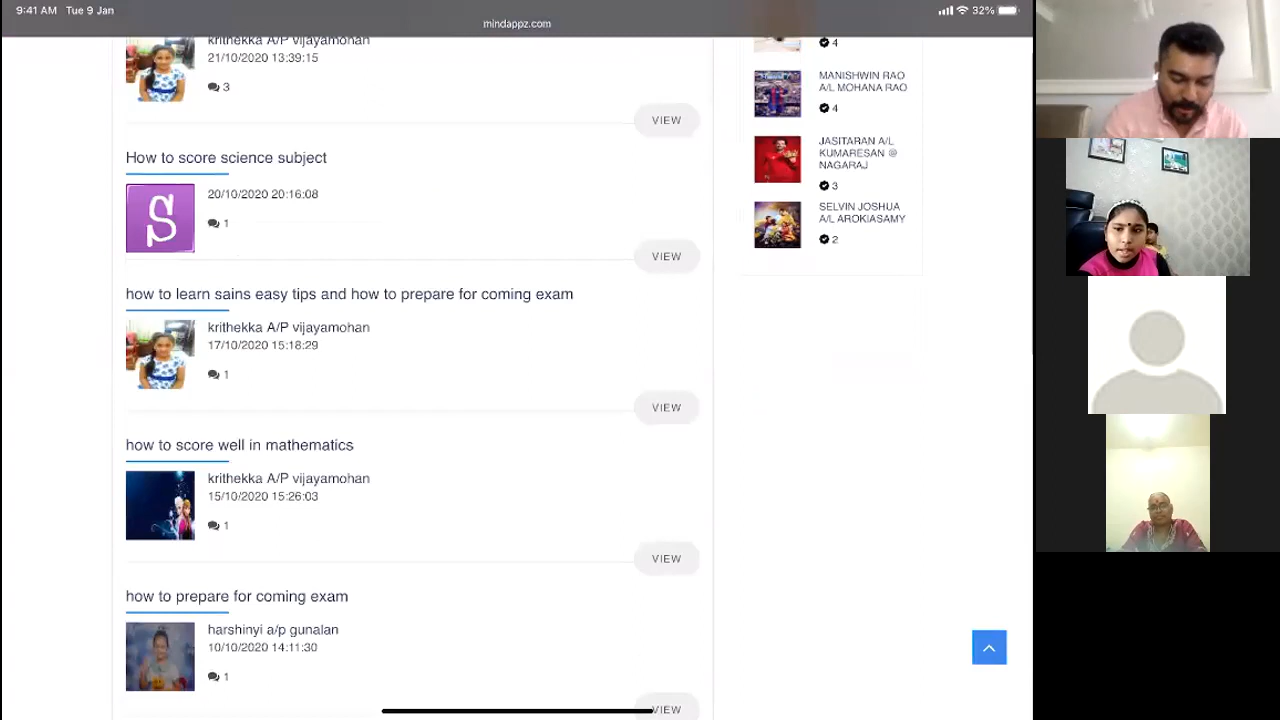 9:41 AM Tue 9 Jan
32%
mindappz.com
krithekka A/P vijayamohan
21/10/2020 13:39:15
3
VIEW
How to score science subject
S
20/10/2020 20:16:08
1
VIEW
how to learn sains easy tips and how to prepare for coming exam
krithekka A/P vijayamohan
17/10/2020 15:18:29
1
VIEW
how to score well in mathematics
krithekka A/P vijayamohan
15/10/2020 15:26:03
1
VIEW
how to prepare for coming exam
harshinyi a/p gunalan
10/10/2020 14:11:30
1
VIEW
4
MANISHWIN RAO
A/L MOHANA RAO
4
JASITARAN A/L
KUMARESAN @
NAGARAJ
3
SELVIN JOSHUA
A/L AROKIASAMY
2